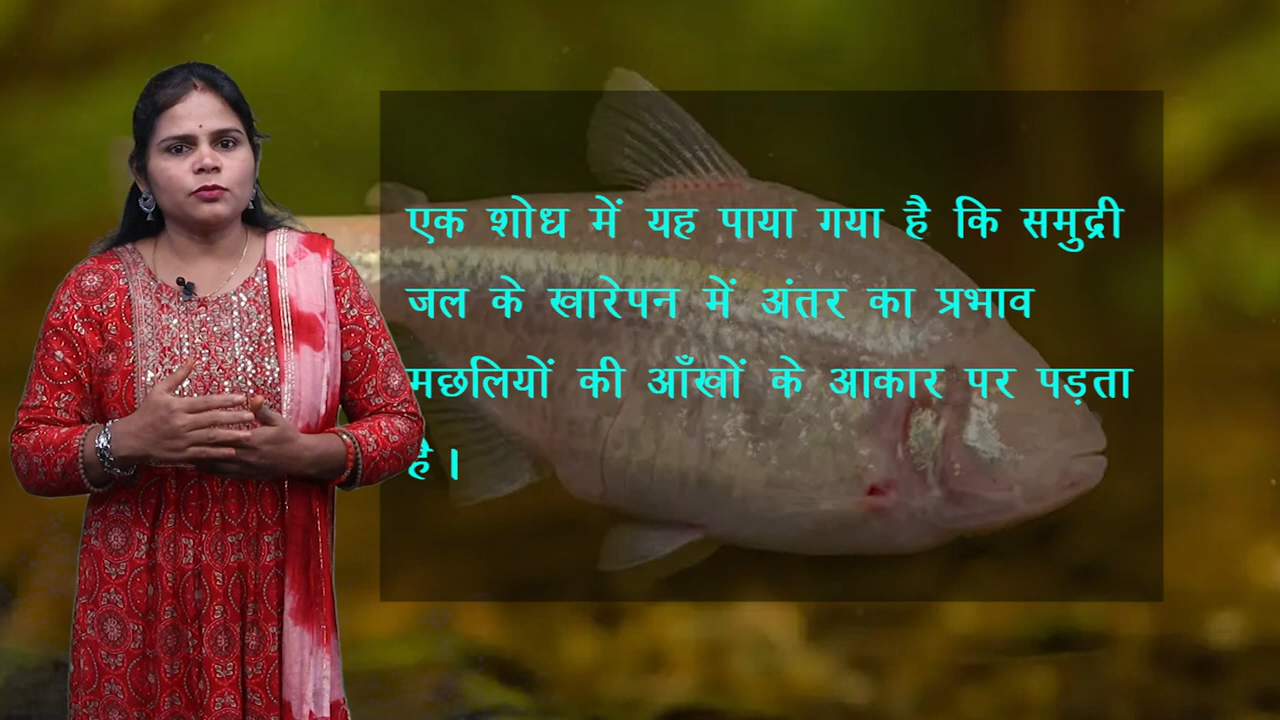 एक शोध में यह पाया गया है कि समुद्री
जल के खारेपन में अंतर का प्रभाव
मछलियों की आँखों के आकार पर पड़ता
है।